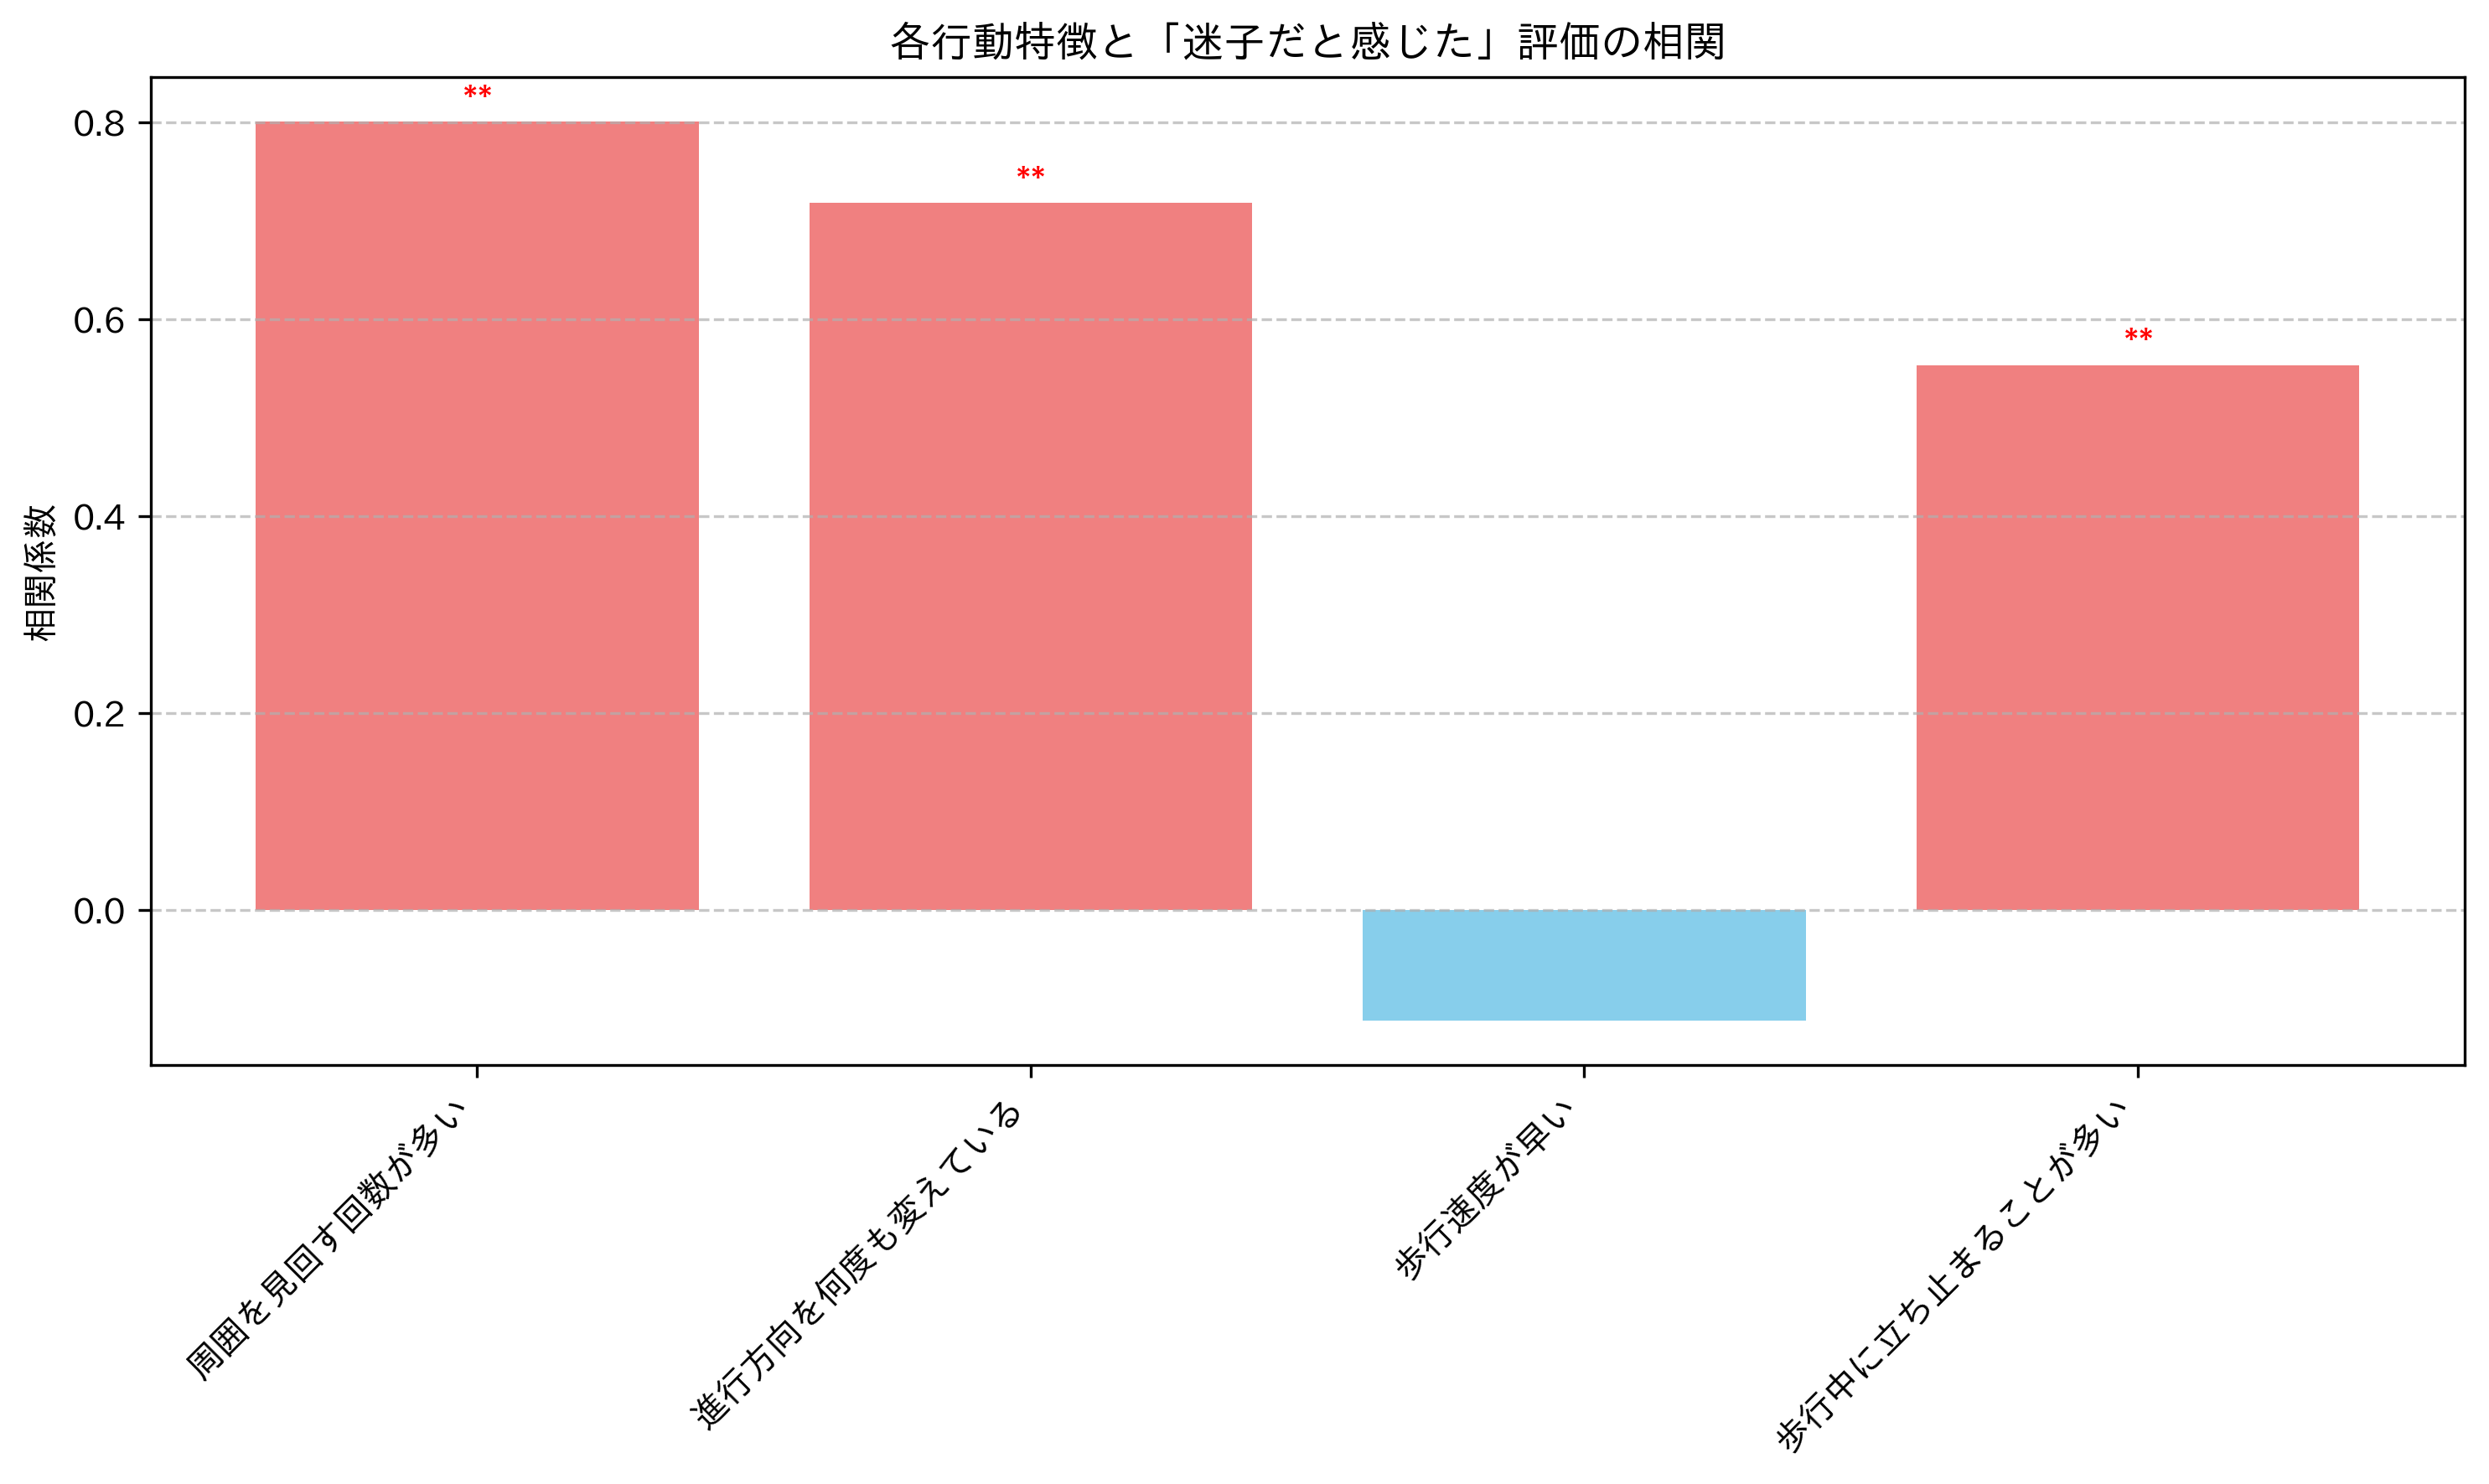 各行動特徴と「迷子だと感じた」評価の相関
相関係数
0.8
0.6
0.4
0.2
0.0
**
**
**
周囲を見回す回数が多い
進行方向を何度も変えている
歩行速度が早い
歩行中に立ち止まることが多い